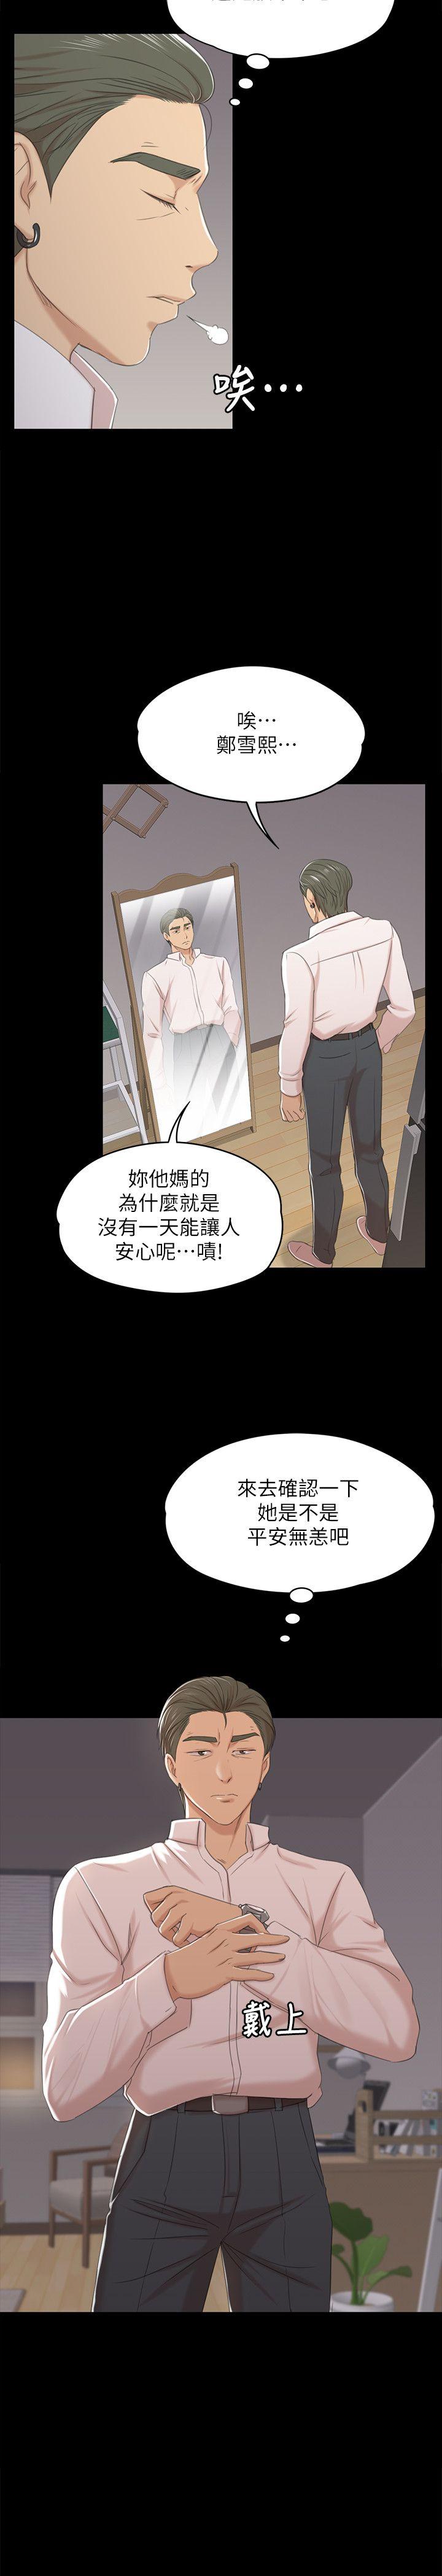 唉⋯
唉⋯
鄭雪熙⋯
妳他媽的
為什麼就是
沒有一天能讓人
安心呢⋯嘖!
來去確認一下
她是不是
平安無恙吧
戴上